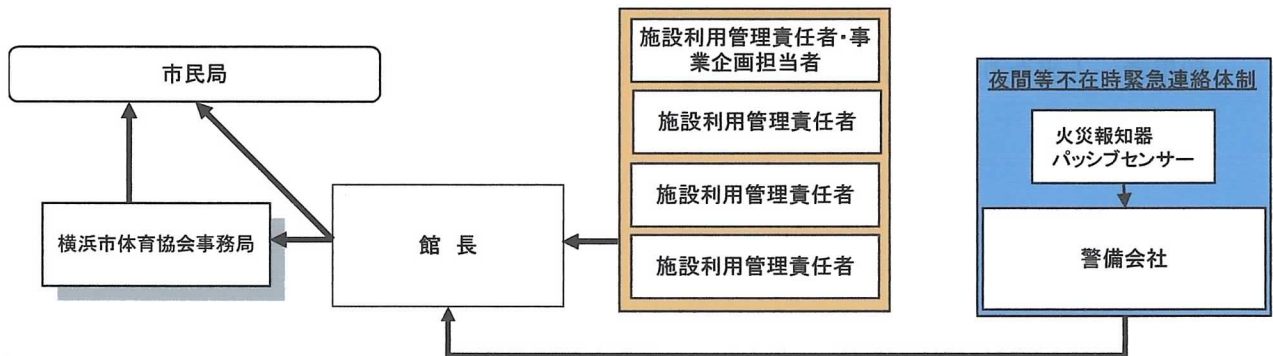 市民局
横浜市体育協会事務局
館 長
施設利用管理責任者・事
業企画担当者
施設利用管理責任者
施設利用管理責任者
施設利用管理責任者
夜間等不在時緊急連絡体制
火災報知器
パッシブセンサー
警備会社